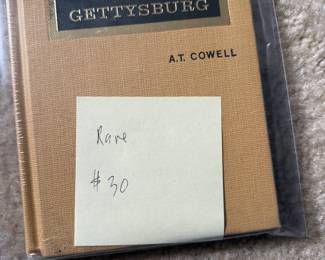 GETTYSBURG
A.T. COWELL
Rare
$30